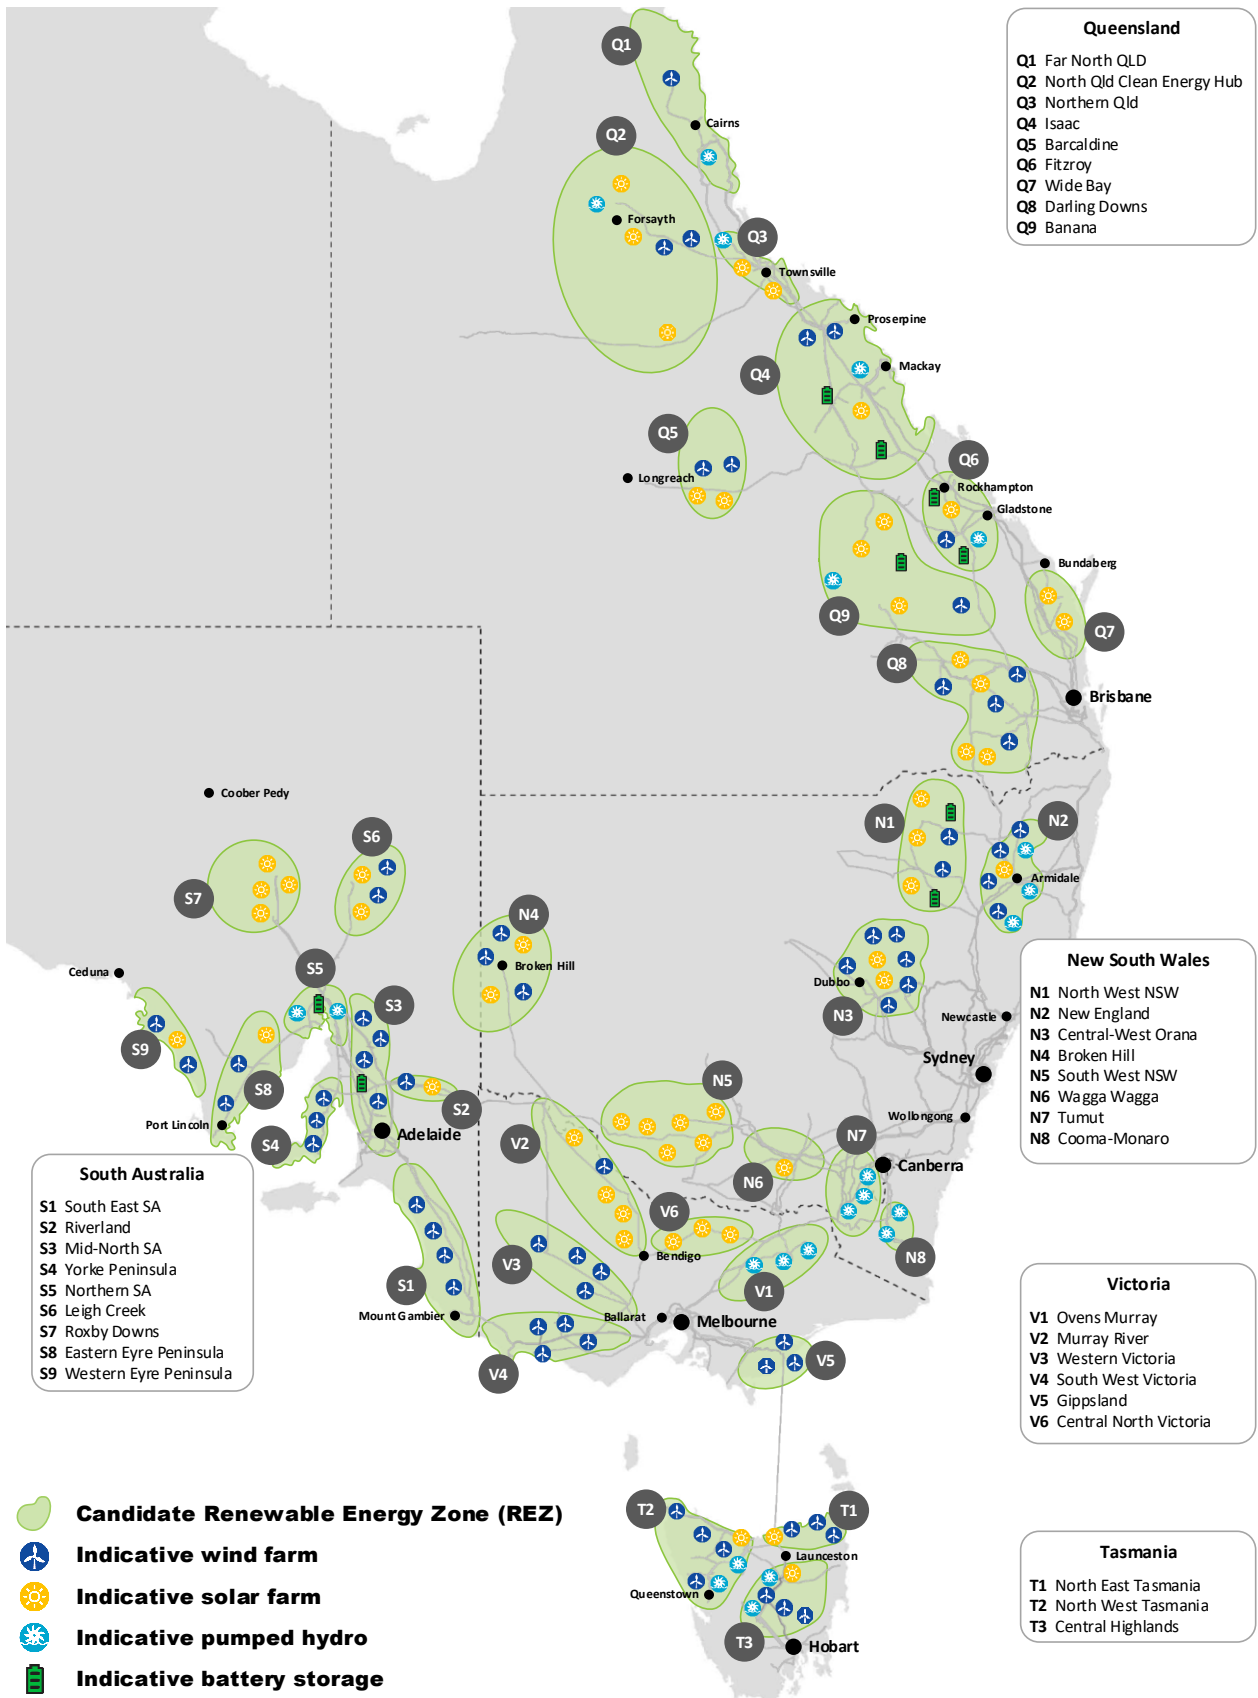 Queensland
Q1 Far North QLD
Q2 North Qld Clean Energy Hub
Q3 Northern Qld
Q4 Isaac
Q5 Barcaldine
Q6 Fitzroy
Q7 Wide Bay
Q8 Darling Downs
Q9 Banana
Q1
Cairns
Q2
Forsayth
Q3
Townsville
Proserpine
Q4
Mackay
Q5
Longreach
Q6
Rockhampton
Gladstone
Bundaberg
Q9
Q7
Q8
Brisbane
Coober Pedy
N1
N2
S6
S7
Armidale
N4
Broken Hill
Ceduna
S5
S3
Dubbo
N3
Newcastle
S9
Sydney
S8
S2
N5
Port Lincoln
S4
Adelaide
V2
Wollongong
N7
Canberra
N6
V6
Bendigo
V3
S1
V1
N8
Mount Gambier
Ballarat
Melbourne
V4
V5
New South Wales
N1 North West NSW
N2 New England
N3 Central-West Orana
N4 Broken Hill
N5 South West NSW
N6 Wagga Wagga
N7 Tumut
N8 Cooma-Monaro
South Australia
S1 South East SA
S2 Riverland
S3 Mid-North SA
S4 Yorke Peninsula
S5 Northern SA
S6 Leigh Creek
S7 Roxby Downs
S8 Eastern Eyre Peninsula
S9 Western Eyre Peninsula
Victoria
V1 Ovens Murray
V2 Murray River
V3 Western Victoria
V4 South West Victoria
V5 Gippsland
V6 Central North Victoria
T2
T1
Launceston
Queenstown
T3
Hobart
Tasmania
T1 North East Tasmania
T2 North West Tasmania
T3 Central Highlands
Candidate Renewable Energy Zone (REZ)
Indicative wind farm
Indicative solar farm
Indicative pumped hydro
Indicative battery storage